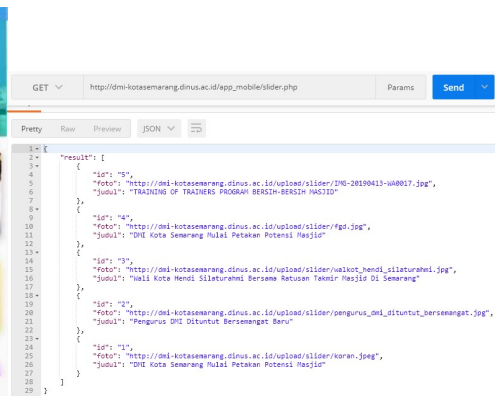 GET http://dmi-kotasemarang.dinus.ac.id/app_mobile/slider.php Params Send
Pretty Raw Preview JSON
1 {
2 "result": [
3 {
4 "id": "5",
5 "foto": "http://dmi-kotasemarang.dinus.ac.id/upload/slider/IMG-20190413-WA0017.jpg",
6 "judul": "TRAINING OF TRAINERS PROGRAM BERSIH-BERSIH MASJID"
7 },
8 {
9 "id": "4",
10 "foto": "http://dmi-kotasemarang.dinus.ac.id/upload/slider/fgd.jpg",
11 "judul": "DMI Kota Semarang Mulai Petakan Potensi Masjid"
12 },
13 {
14 "id": "3",
15 "foto": "http://dmi-kotasemarang.dinus.ac.id/upload/slider/walkot_hendi_silaturahmi.jpg",
16 "judul": "Wali Kota Hendi Silaturahmi Bersama Ratusan Takmir Masjid Di Semarang"
17 },
18 {
19 "id": "2",
20 "foto": "http://dmi-kotasemarang.dinus.ac.id/upload/slider/pengurus_dmi_dituntut_bersemangat.jpg",
21 "judul": "Pengurus DMI Dituntut Bersemangat Baru"
22 },
23 {
24 "id": "1",
25 "foto": "http://dmi-kotasemarang.dinus.ac.id/upload/slider/koran.jpeg",
26 "judul": "DMI Kota Semarang Mulai Petakan Potensi Masjid"
27 }
28 ]
29 }